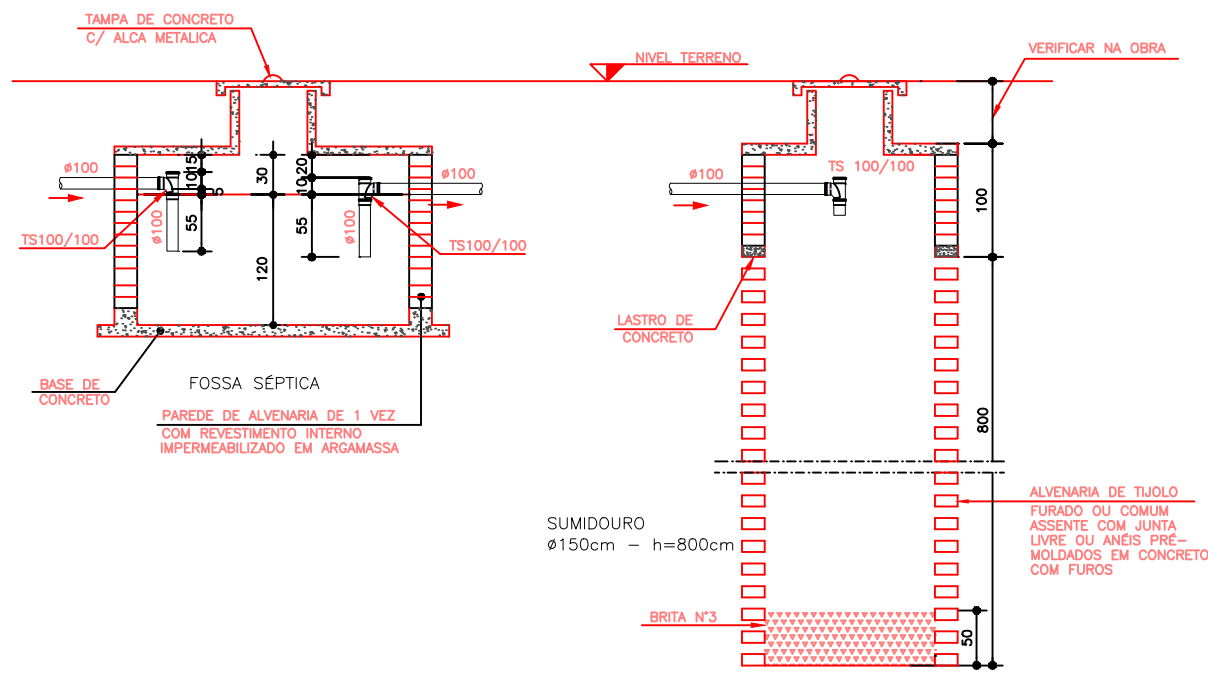 TAMPA DE CONCRETO
C/ ALCA METALICA
NIVEL TERRENO
VERIFICAR NA OBRA
ø100
15
10
5
55
ø100
TS100/100
30
120
20
10
55
ø100
ø100
TS100/100
BASE DE
CONCRETO
FOSSA SÉPTICA
PAREDE DE ALVENARIA DE 1 VEZ
COM REVESTIMENTO INTERNO
IMPERMEABILIZADO EM ARGAMASSA
ø100
TS 100/100
100
LASTRO DE
CONCRETO
800
SUMIDOURO
ø150cm – h=800cm
ALVENARIA DE TIJOLO
FURADO OU COMUM
ASSENTE COM JUNTA
LIVRE OU ANÉIS PRÉ-
MOLDADOS EM CONCRETO
COM FUROS
BRITA N°3
50